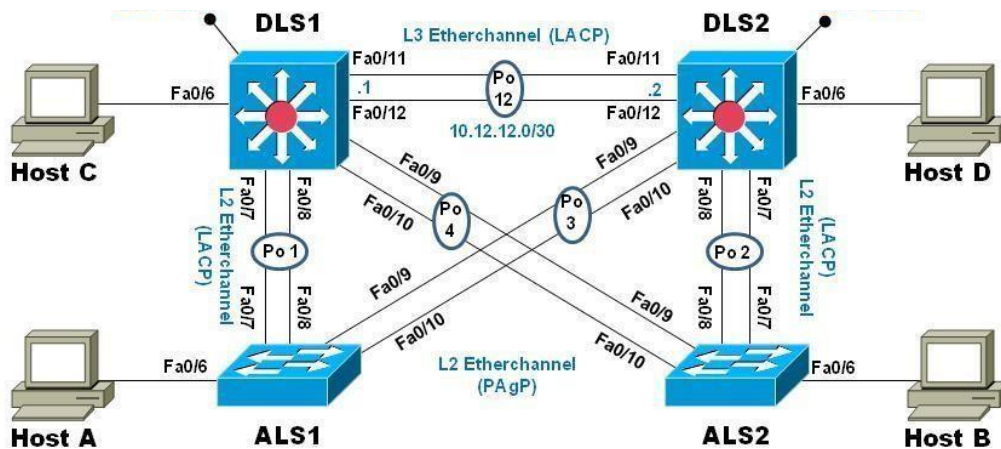 DLS1
DLS2
L3 Etherchannel (LACP)
Fa0/11
Fa0/11
Fa0/6
.1
Po
12
.2
Fa0/6
Fa0/12
Fa0/12
10.12.12.0/30
Host C
Host D
Fa0/9
Fa0/9
Fa0/7
Fa0/8
Fa0/10
Po
4
Po
3
Fa0/10
Fa0/8
Fa0/7
L2 Etherchannel
(LACP)
Po 1
Po 2
L2 Etherchannel
(LACP)
Fa0/9
Fa0/9
Fa0/7
Fa0/8
Fa0/10
Fa0/10
Fa0/8
Fa0/7
Fa0/6
L2 Etherchannel
(PAgP)
Fa0/6
Host A
ALS1
ALS2
Host B